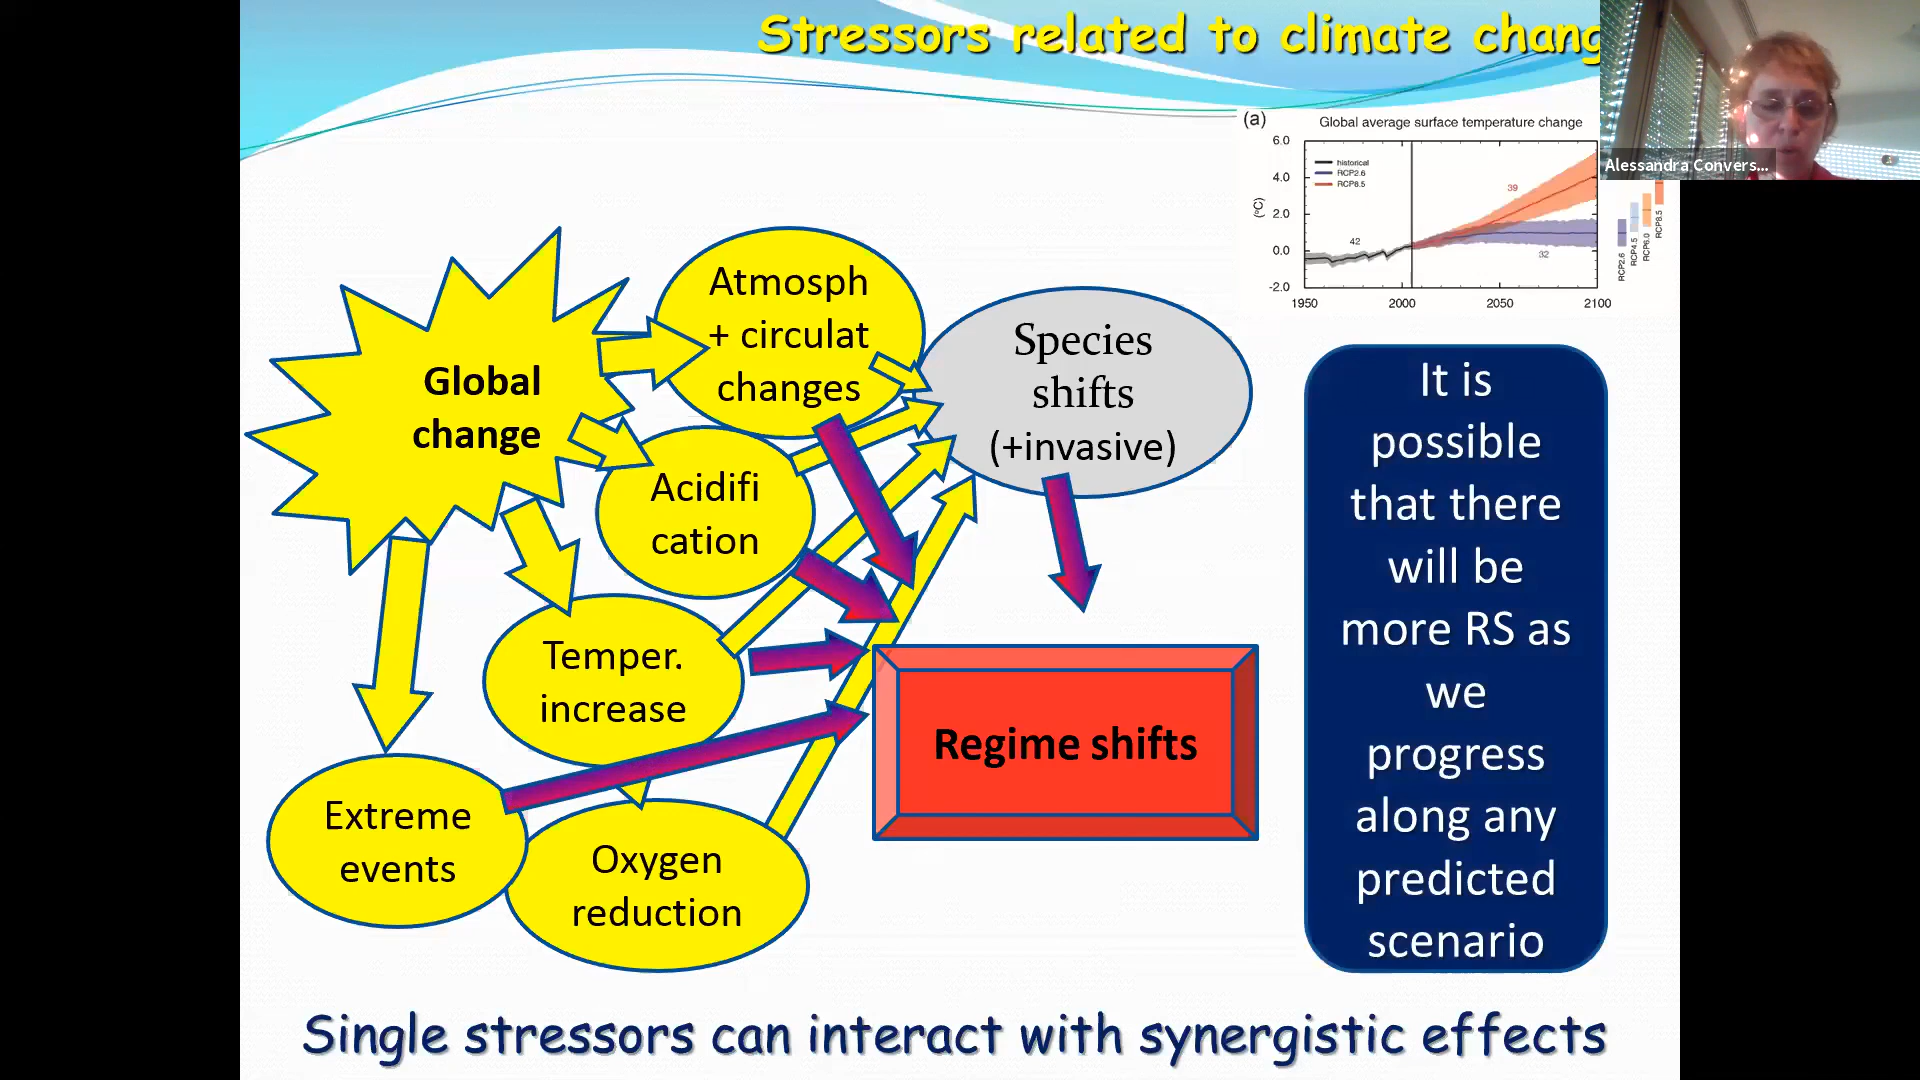 Stressors related to climate chang
Alessandra Convers...
(a)
Global average surface temperature change
6.0
4.0
2.0
0.0
-2.0
(°C)
historical
RCP2.6
RCP8.5
39
42
32
1950
2000
2050
2100
RCP2.6
RCP4.5
RCP6.0
RCP8.5
Global
change
Atmosph
+ circulat
changes
Species
shifts
(+invasive)
Acidifi
cation
Temper.
increase
Extreme
events
Oxygen
reduction
Regime shifts
It is
possible
that there
will be
more RS as
we
progress
along any
predicted
scenario
Single stressors can interact with synergistic effects